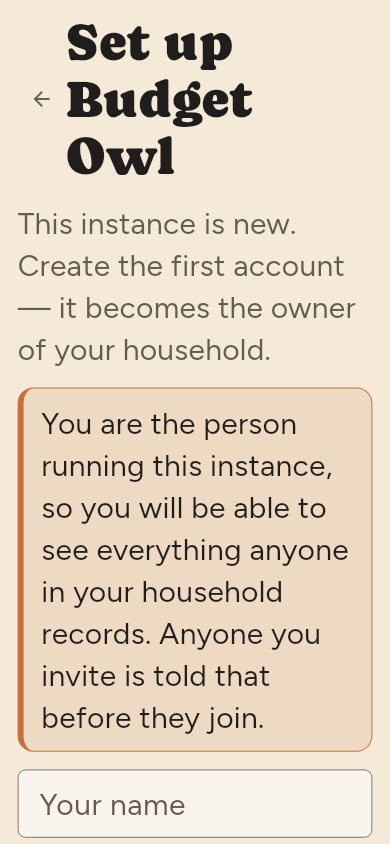 Set up
Budget
Owl
This instance is new.
Create the first account
— it becomes the owner
of your household.
You are the person
running this instance,
so you will be able to
see everything anyone
in your household
records. Anyone you
invite is told that
before they join.
Your name